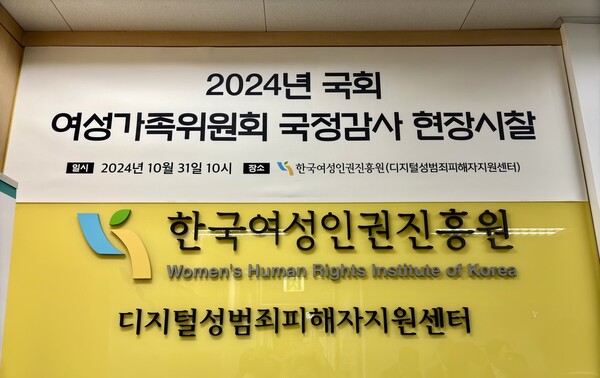 2024년 국회
여성가족위원회 국정감사 현장시찰
일시 2024년 10월 31일 10시 장소 한국여성인권진흥원(디지털성범죄피해자지원센터)
한국여성인권진흥원
Women's Human Rights Institute of Korea
디지털성범죄피해자지원센터